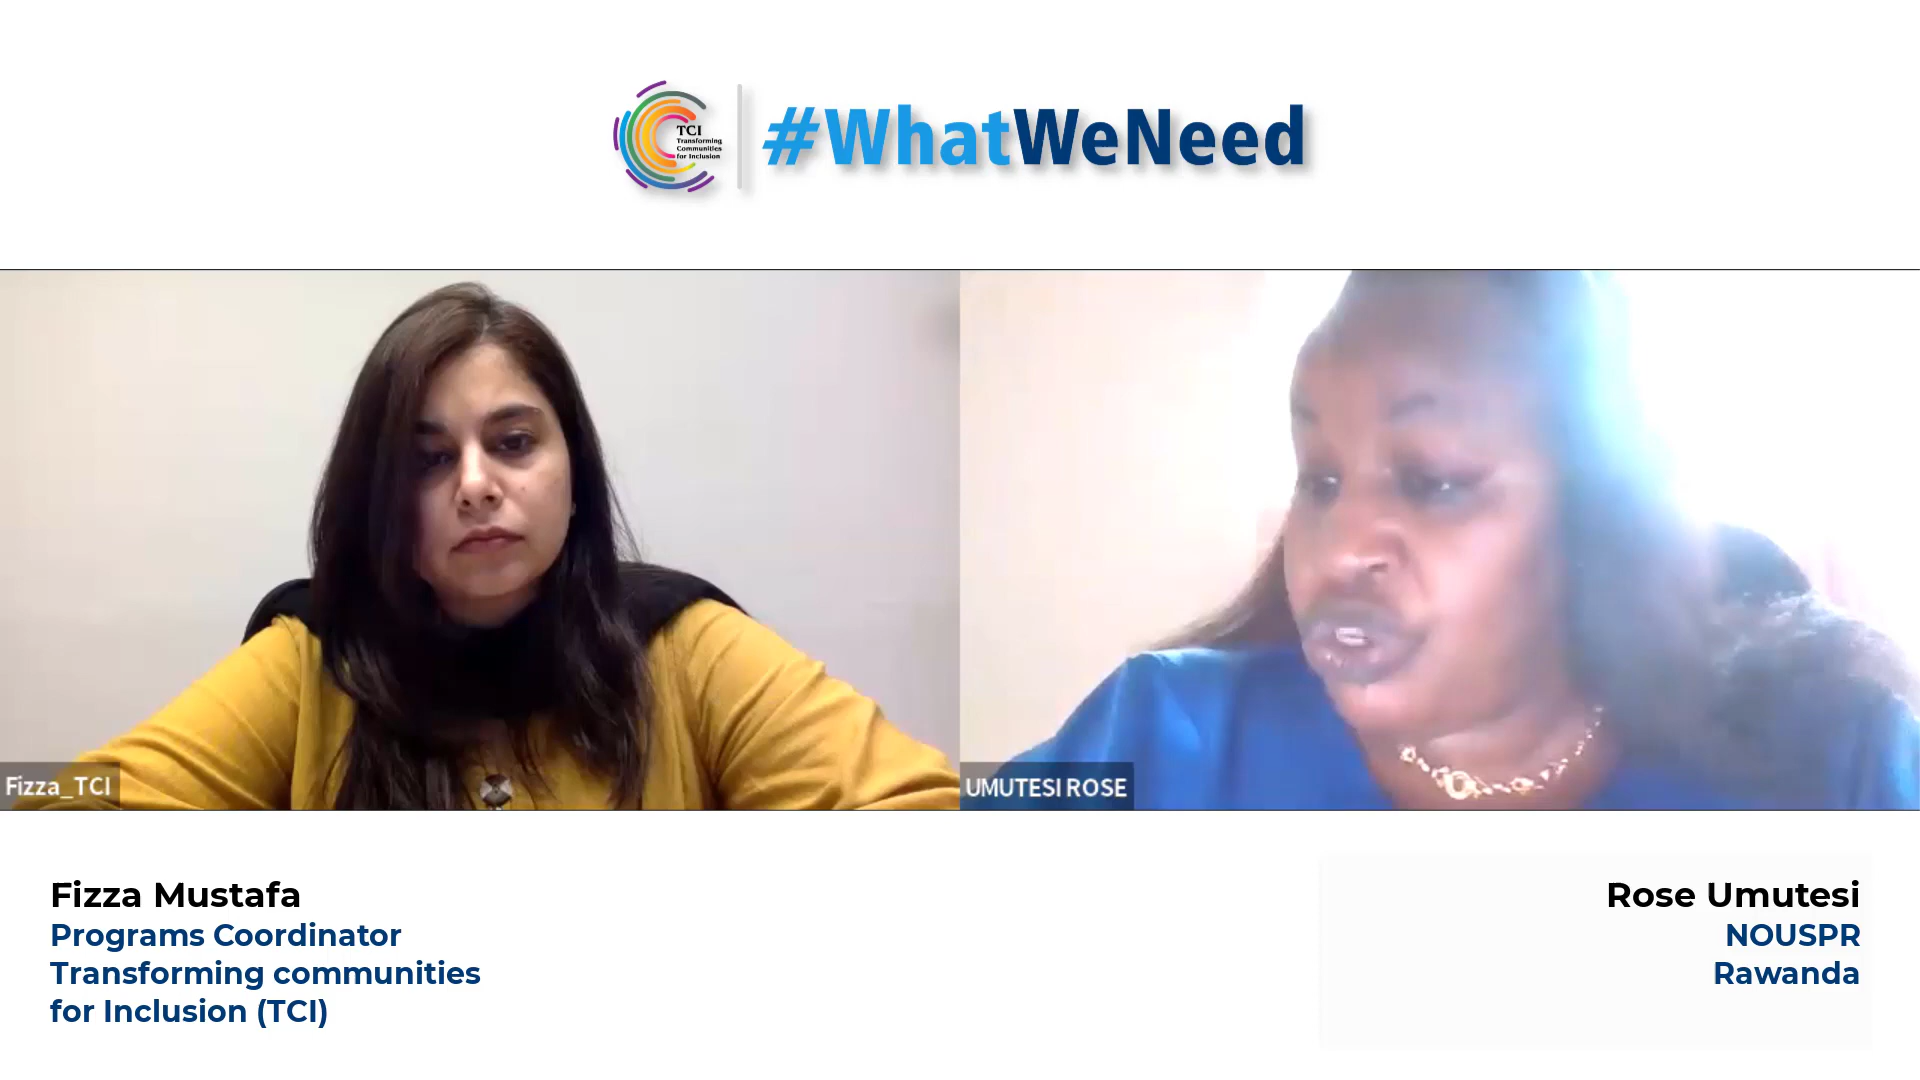 TCI
Transforming
Communities
for Inclusion
#WhatWeNeed
Fizza_TCI
UMUTESI ROSE
Fizza Mustafa
Programs Coordinator
Transforming communities
for Inclusion (TCI)
Rose Umutesi
NOUSPR
Rawanda